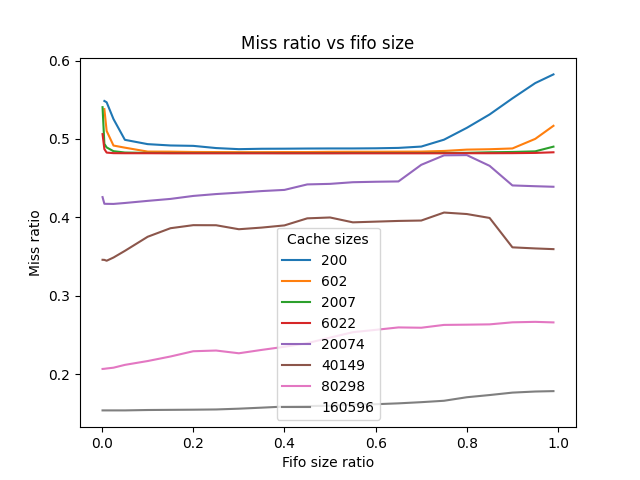 Miss ratio vs fifo size
0.6
0.5
0.4
0.3
0.2
Miss ratio
Cache sizes
200
602
2007
6022
20074
40149
80298
160596
0.0 0.2 0.4 0.6 0.8 1.0
Fifo size ratio